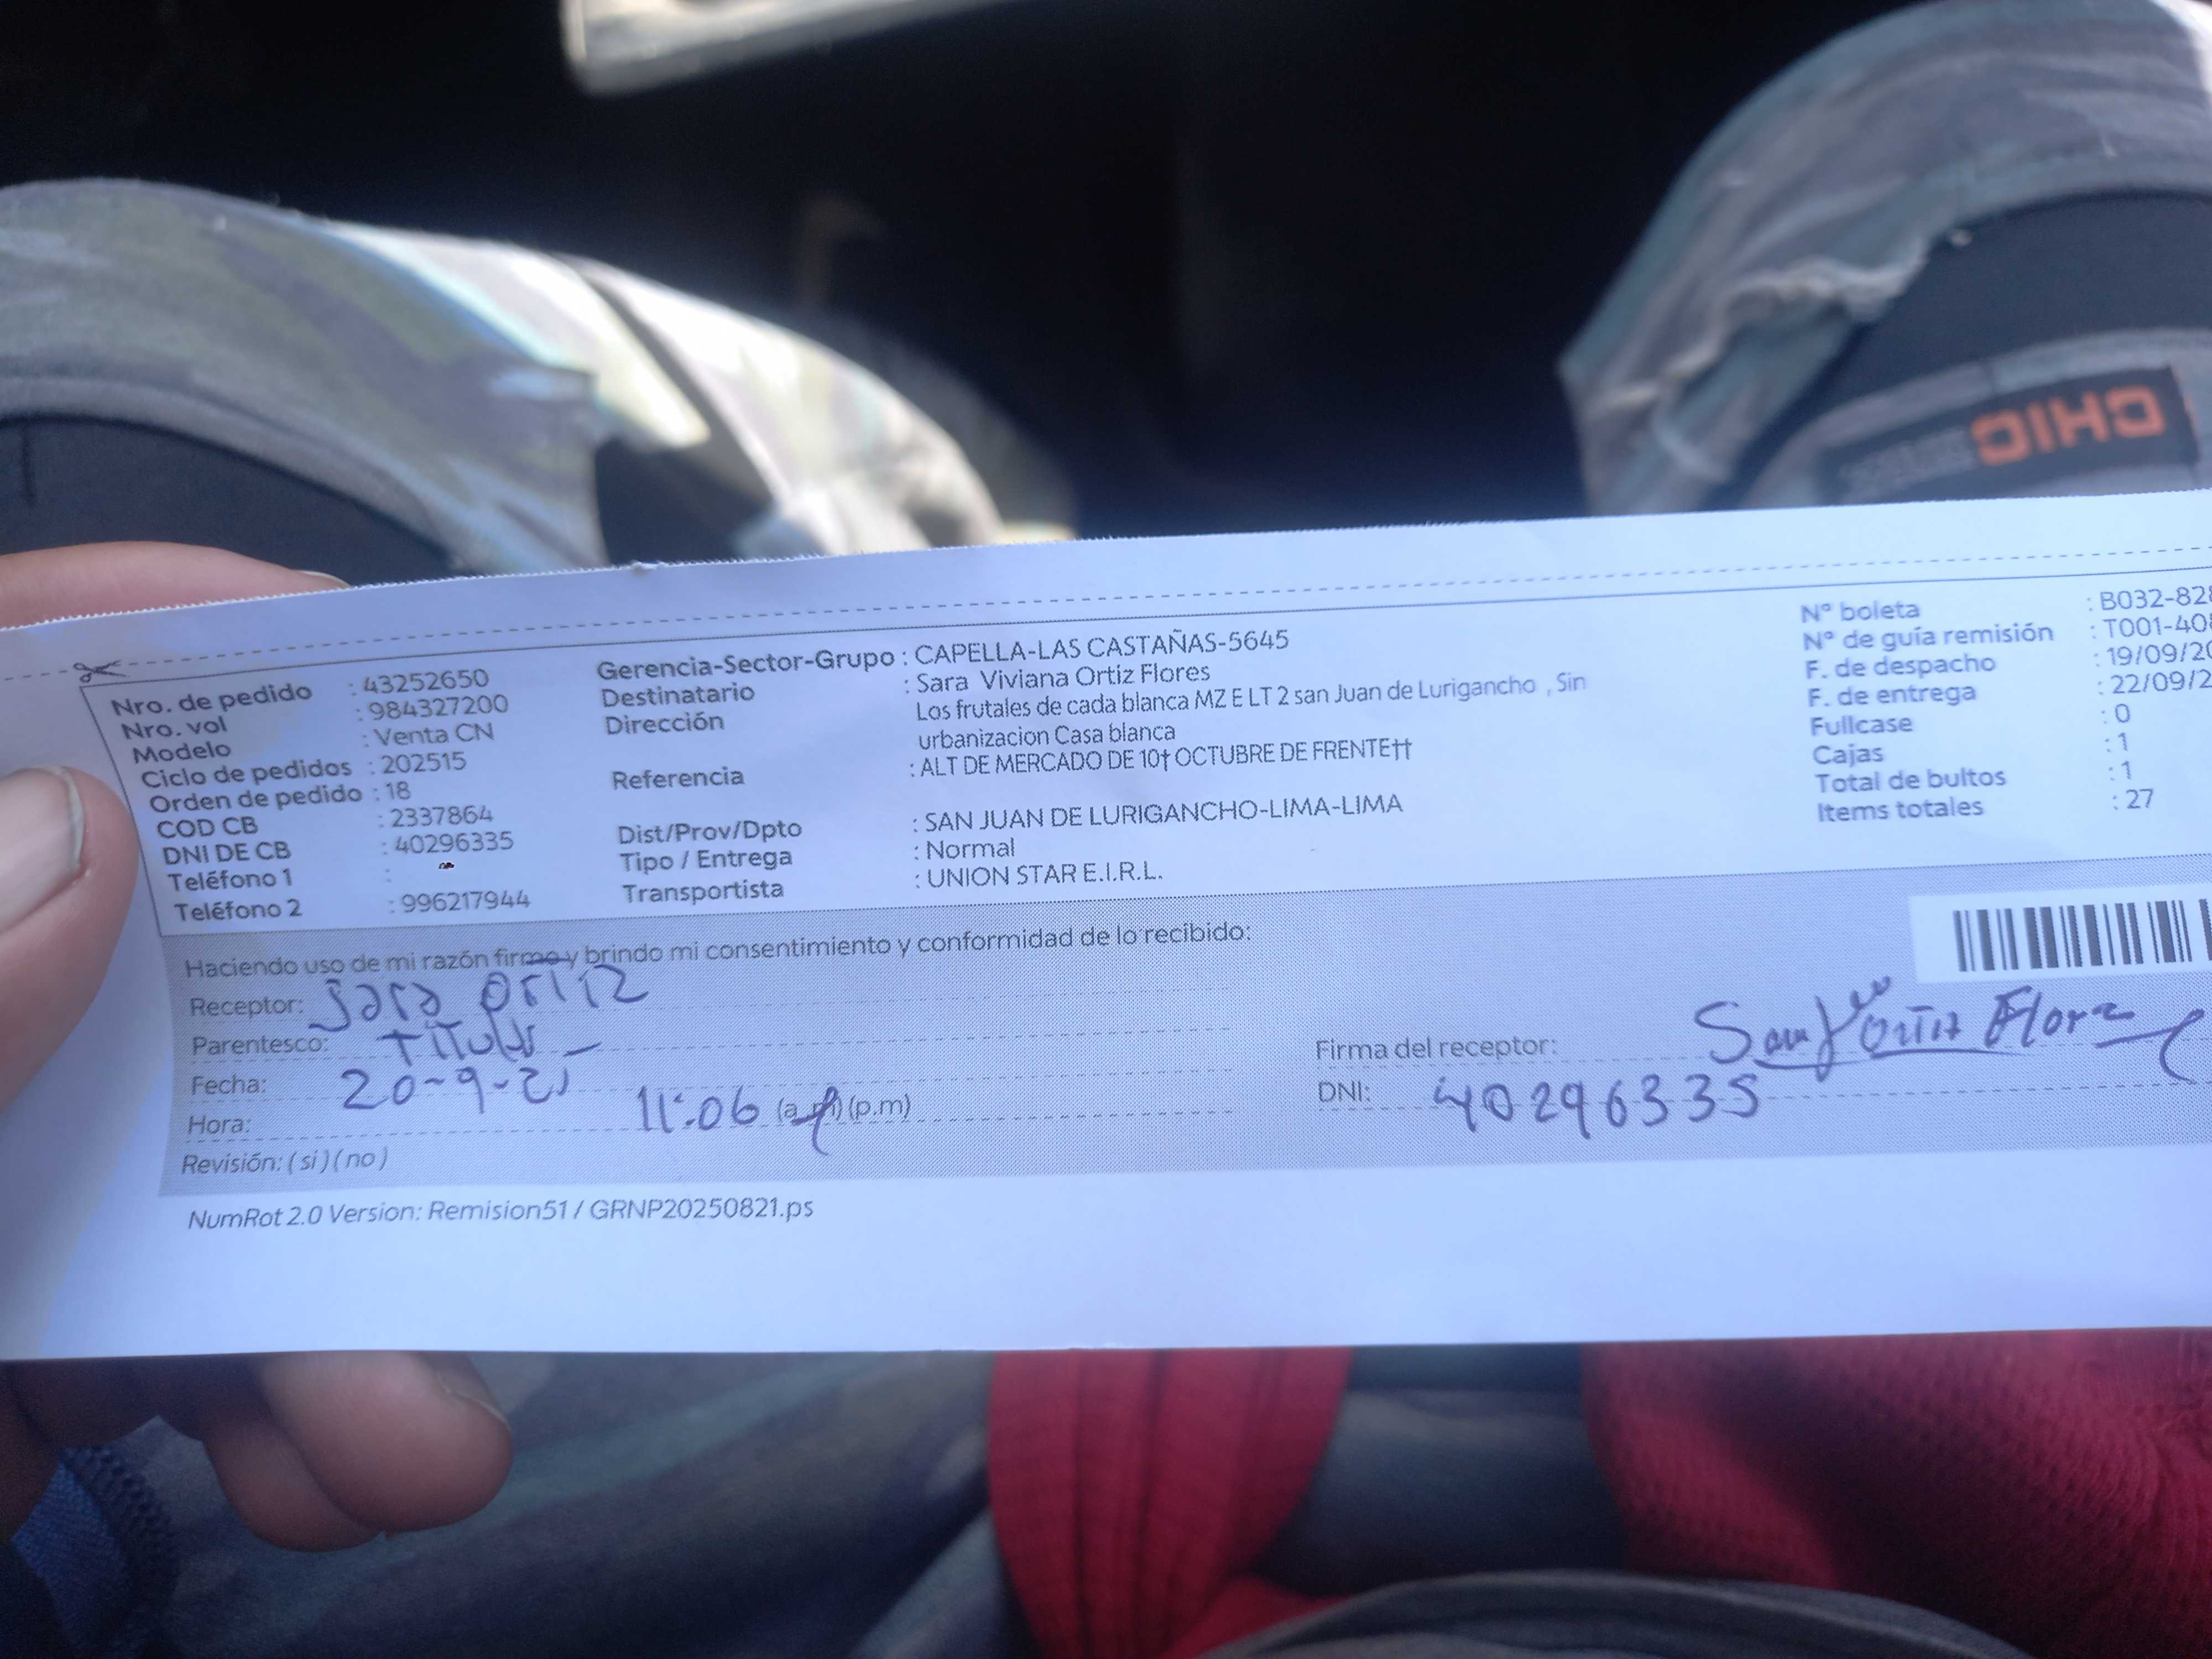 CHIC
Nro. de pedido : 43252650
Nro. vol : 984327200
Modelo : Venta CN
Ciclo de pedidos : 202515
Orden de pedido : 18
COD CB : 2337864
DNI DE CB : 40296335
Teléfono 1 :
Teléfono 2 : 996217944
Gerencia-Sector-Grupo : CAPELLA-LAS CASTAÑAS-5645
Destinatario : Sara Viviana Ortiz Flores
Dirección : Los frutales de cada blanca MZ E LT 2 san Juan de Lurigancho , Sin
urbanizacion Casa blanca
Referencia : ALT DE MERCADO DE 10† OCTUBRE DE FRENTE††
Dist/Prov/Dpto : SAN JUAN DE LURIGANCHO-LIMA-LIMA
Tipo / Entrega : Normal
Transportista : UNION STAR E.I.R.L.
N° boleta : B032-82
N° de guía remisión : T001-40
F. de despacho : 19/09/20
F. de entrega : 22/09/2
Fullcase : 0
Cajas : 1
Total de bultos : 1
Items totales : 27
Haciendo uso de mi razón firmo y brindo mi consentimiento y conformidad de lo recibido:
Receptor: Sara Ortiz
Parentesco: Titular
Fecha: 20-9-25
Hora: 11:06 (a.m) (p.m)
Revisión: ( si ) ( no )
Firma del receptor: Ortiz Flores
DNI: 40296335
NumRot 2.0 Version: Remision51 / GRNP20250821.ps